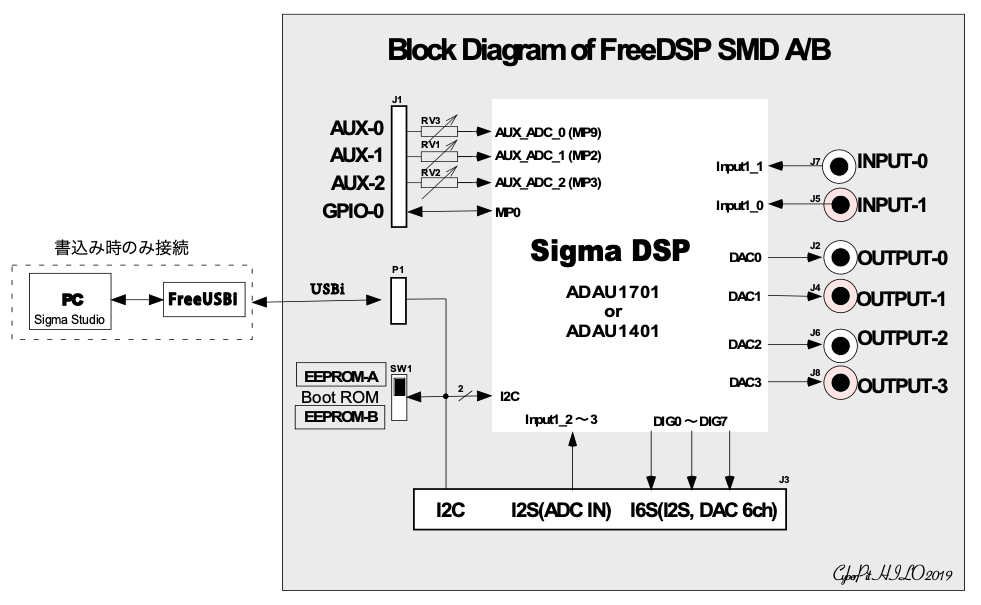 Block Diagram of FreeDSP SMD A/B
J1
AUX-0
RV3
AUX_ADC_0 (MP9)
AUX-1
RV1
AUX_ADC_1 (MP2)
AUX-2
RV2
AUX_ADC_2 (MP3)
GPIO-0
MP0
Input1_1
J7
INPUT-0
Input1_0
J5
INPUT-1
Sigma DSP
ADAU1701
or
ADAU1401
DAC0
J2
OUTPUT-0
DAC1
J4
OUTPUT-1
DAC2
J6
OUTPUT-2
DAC3
J8
OUTPUT-3
書込み時のみ接続
PC
Sigma Studio
FreeUSBi
USBi
P1
EEPROM-A
Boot ROM
EEPROM-B
SW1
2
I2C
Input1_2 ～ 3
DIG0 ～ DIG7
J3
I2C
I2S(ADC IN)
I6S(I2S, DAC 6ch)
CyberPit HILO 2019